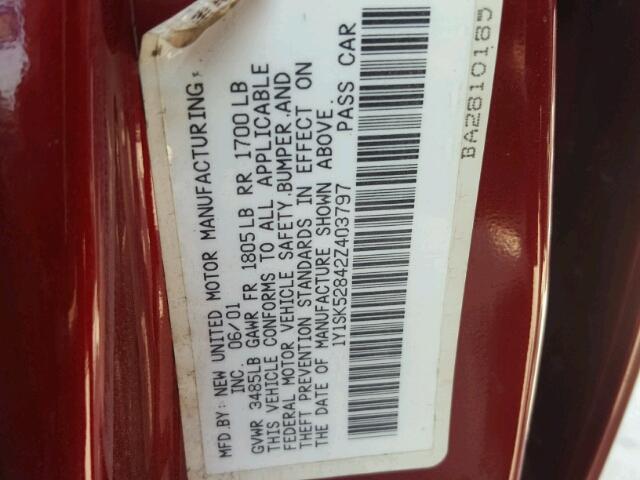 MFD.BY: NEW UNITED MOTOR MANUFACTURING,
INC. 06/01
GVWR 3485LB GAWR FR 1805LB RR 1700LB
THIS VEHICLE CONFORMS TO ALL APPLICABLE
FEDERAL MOTOR VEHICLE SAFETY,BUMPER,AND
THEFT PREVENTION STANDARDS IN EFFECT ON
THE DATE OF MANUFACTURE SHOWN ABOVE.
1Y1SK52842Z403797 PASS CAR
BA2810185